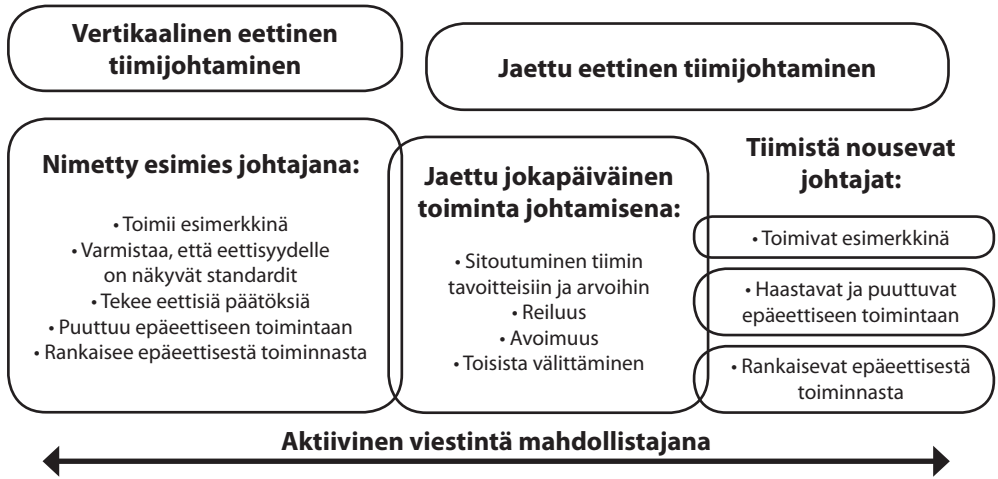 Vertikaalinen eettinen
tiimijohtaminen
Jaettu eettinen tiimijohtaminen
Nimetty esimies johtajana:
• Toimii esimerkkinä
• Varmistaa, että eettisyydelle
on näkyvät standardit
• Tekee eettisiä päätöksiä
• Puuttuu epäeettiseen toimintaan
• Rankaisee epäeettisestä toiminnasta
Jaettu jokapäiväinen
toiminta johtamisena:
• Sitoutuminen tiimin
tavoitteisiin ja arvoihin
• Reiluus
• Avoimuus
• Toisista välittäminen
Tiimistä nousevat
johtajat:
• Toimivat esimerkkinä
• Haastavat ja puuttuvat
epäeettiseen toimintaan
• Rankaisevat epäeettisestä
toiminnasta
Aktiivinen viestintä mahdollistajana